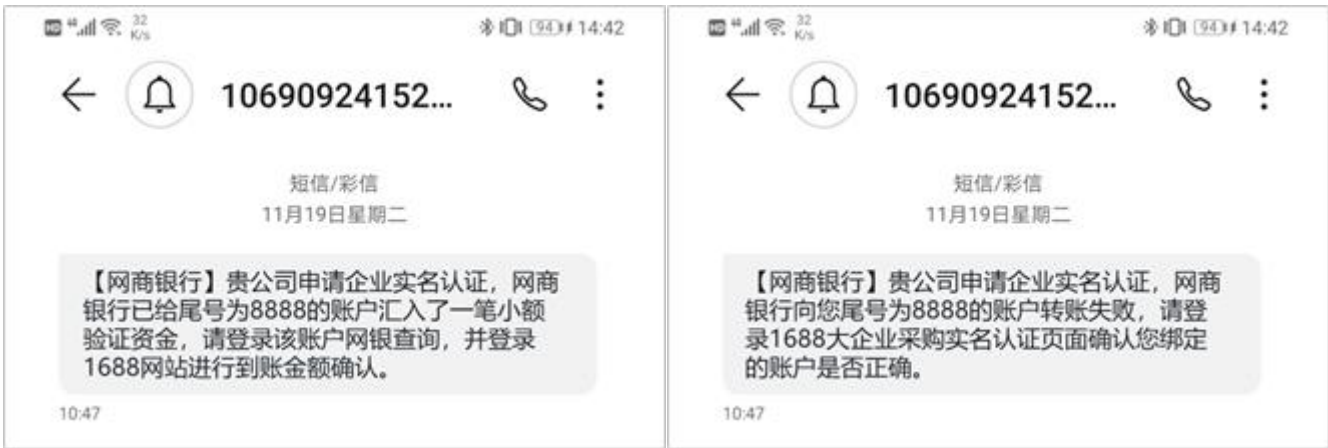 HD 4G 32 K/s 94 14:42
10690924152...
短信/彩信
11月19日星期二
【网商银行】贵公司申请企业实名认证，网商
银行已给尾号为8888的账户汇入了一笔小额
验证资金，请登录该账户网银查询，并登录
1688网站进行到账金额确认。
10:47
HD 4G 32 K/s 94 14:42
10690924152...
短信/彩信
11月19日星期二
【网商银行】贵公司申请企业实名认证，网商
银行向您尾号为8888的账户转账失败，请登
录1688大企业采购实名认证页面确认您绑定
的账户是否正确。
10:47